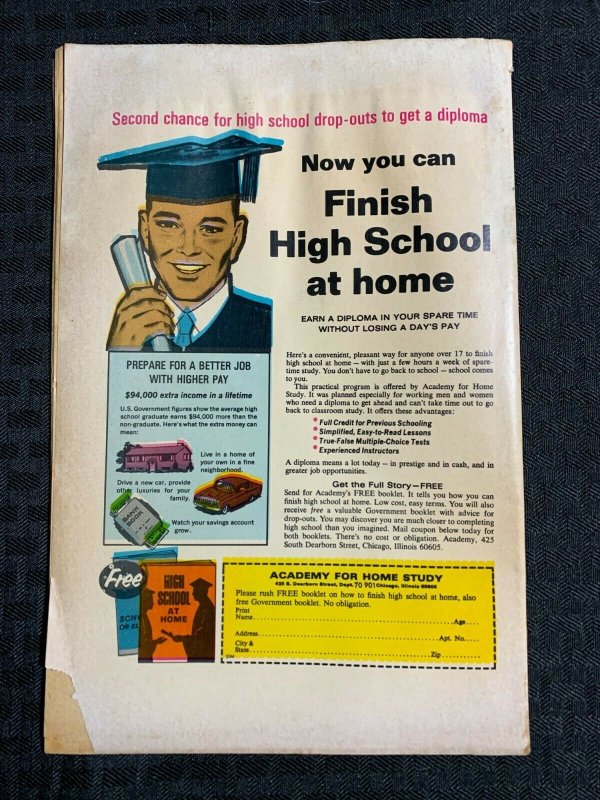 Second chance for high school drop-outs to get a diploma
Now you can
Finish
High School
at home
EARN A DIPLOMA IN YOUR SPARE TIME
WITHOUT LOSING A DAY'S PAY
PREPARE FOR A BETTER JOB
WITH HIGHER PAY
$94,000 extra income in a lifetime
U.S. Government figures show the average high
school graduate earns $94,000 more than the
non-graduate. Here's what the extra money can
mean:
Live in a home of
your own in a fine
neighborhood.
Drive a new car, provide
other luxuries for your
family.
BANK
BOOK
Watch your savings account
grow.
Here's a convenient, pleasant way for anyone over 17 to finish
high school at home — with just a few hours a week of spare-
time study. You don't have to go back to school — school comes
to you.
This practical program is offered by Academy for Home
Study. It was planned especially for working men and women
who need a diploma to get ahead and can't take time out to go
back to classroom study. It offers these advantages:
• Full Credit for Previous Schooling
• Simplified, Easy-to-Read Lessons
• True-False Multiple-Choice Tests
• Experienced Instructors
A diploma means a lot today — in prestige and in cash, and in
greater job opportunities.
Get the Full Story—FREE
Send for Academy's FREE booklet. It tells you how you can
finish high school at home. Low cost, easy terms. You will also
receive free a valuable Government booklet with advice for
drop-outs. You may discover you are much closer to completing
high school than you imagined. Mail coupon below today for
both booklets. There's no cost or obligation. Academy, 425
South Dearborn Street, Chicago, Illinois 60605.
Free
SCH
OR EL
HIGH
SCHOOL
AT
HOME
ACADEMY FOR HOME STUDY
425 S. Dearborn Street, Dept. 70 901 Chicago, Illinois 60605
Please rush FREE booklet on how to finish high school at home, also
free Government booklet. No obligation.
Print
Name Age
Address Apt. No.
City &
State Zip